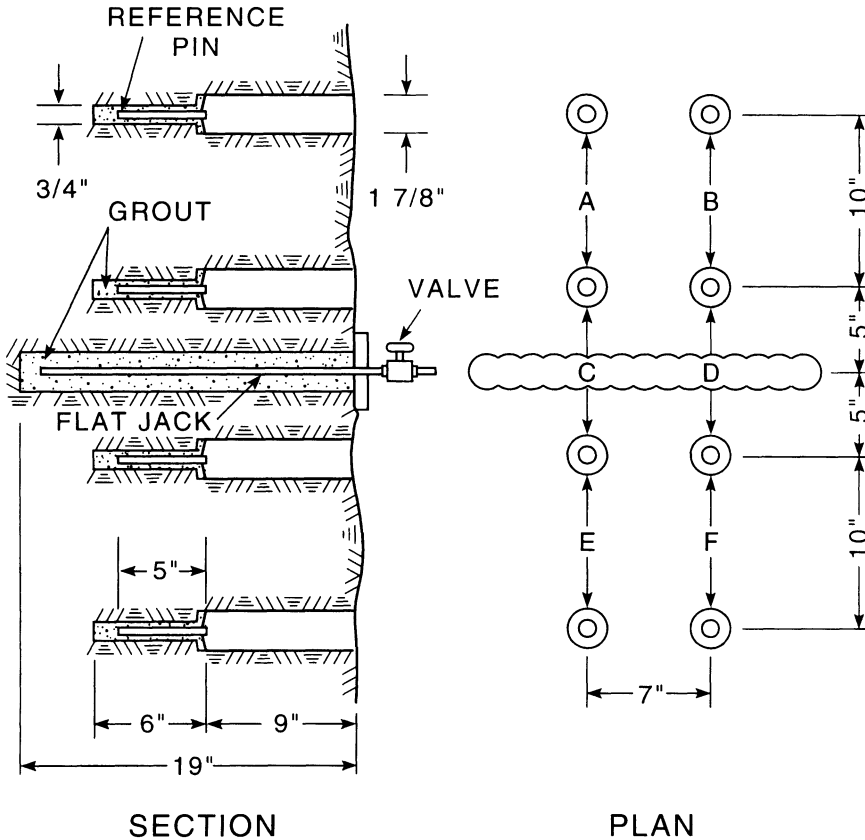 REFERENCE
PIN
3/4"
1 7/8"
GROUT
VALVE
FLAT JACK
5"
6"
9"
19"
SECTION
A
B
C
D
E
F
10"
5"
5"
10"
7"
PLAN